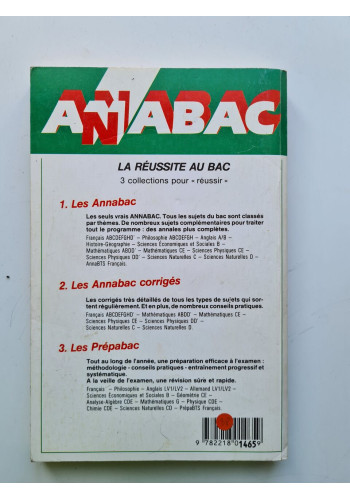 ANNABAC
LA RÉUSSITE AU BAC
3 collections pour « réussir »
1. Les Annabac
Les seuls vrais ANNABAC. Tous les sujets du bac sont classés
par thèmes. De nombreux sujets complémentaires pour traiter
tout le programme : des annales plus complètes.
Français ABCDEFGHD' – Philosophie ABCDEFGH – Anglais A/B –
Histoire-Géographie – Sciences Économiques et Sociales B –
Mathématiques ABDD' – Mathématiques CE – Sciences Physiques CE –
Sciences Physiques DD' – Sciences Naturelles C – Sciences Naturelles D –
AnnaBTS Français.
2. Les Annabac corrigés
Les corrigés très détaillés de tous les types de sujets qui sor-
tent régulièrement. Et en plus, de nombreux conseils pratiques.
Français ABCDEFGHD' – Mathématiques ABDD' – Mathématiques CE –
Sciences Physiques CE – Sciences Physiques DD' –
Sciences Naturelles C – Sciences Naturelles D.
3. Les Prépabac
Tout au long de l'année, une préparation efficace à l'examen :
méthodologie - conseils pratiques - entraînement progressif et
systématique.
A la veille de l'examen, une révision sûre et rapide.
Français – Philosophie – Anglais LV1/LV2 – Allemand LV1/LV2 –
Sciences Économiques et Sociales B – Géométrie CE –
Analyse-Algèbre CDE – Mathématiques G – Physique CDE –
Chimie CDE – Sciences Naturelles CD – PrépaBTS Français.
9 782218 014659